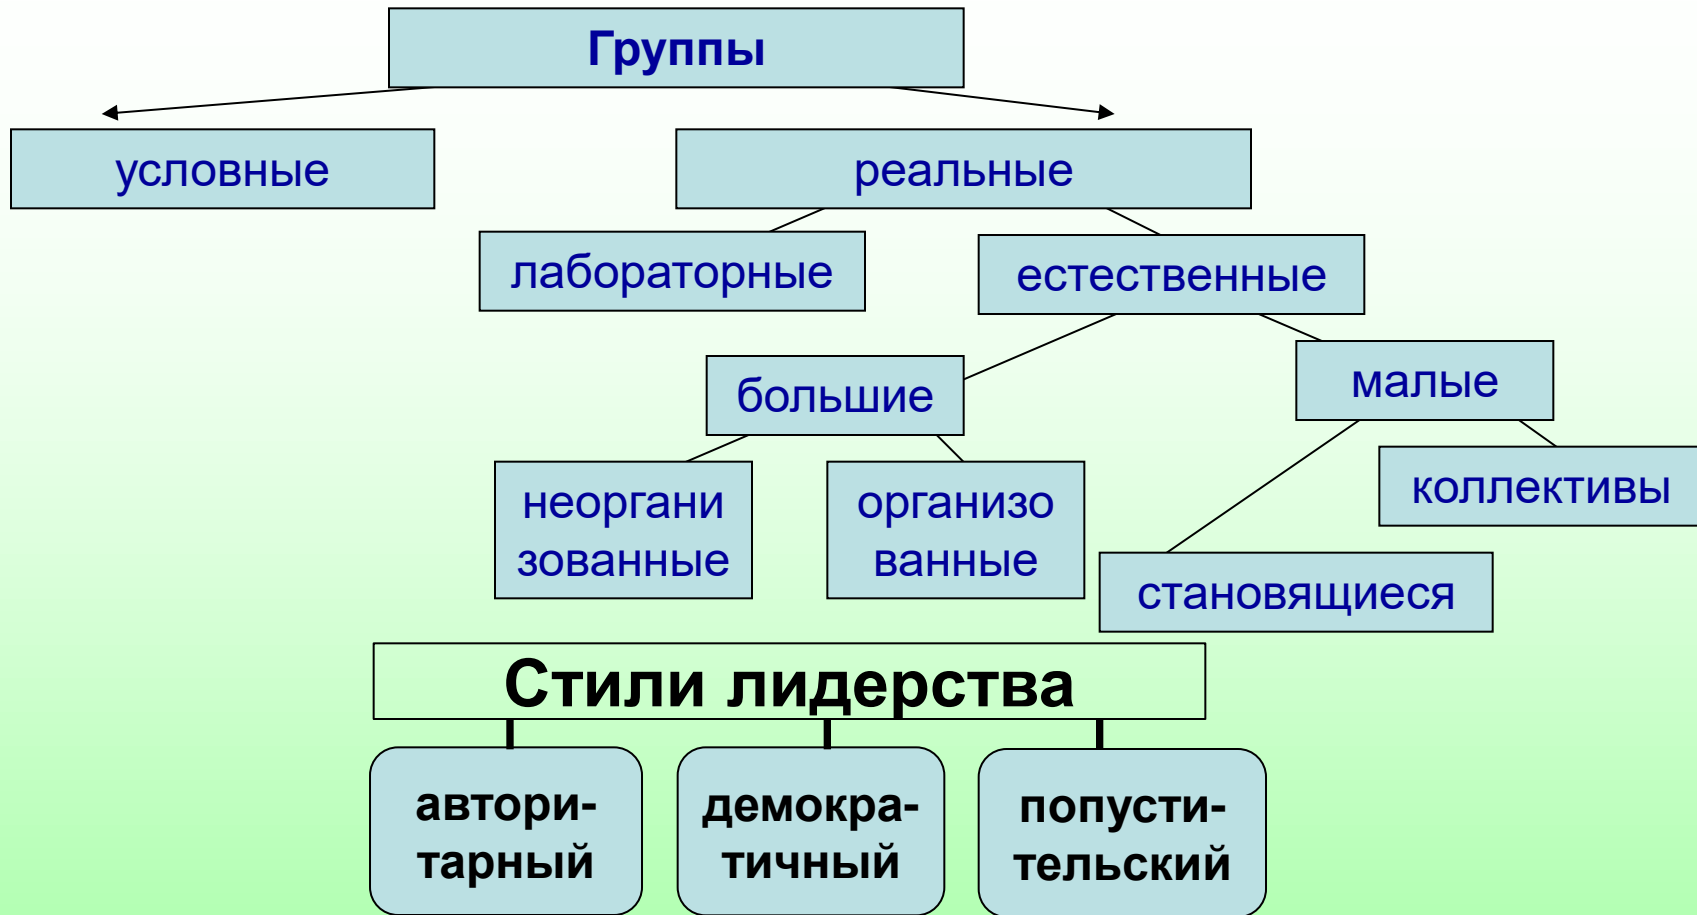 Группы
условные
реальные
лабораторные
естественные
большие
малые
неоргани
зованные
организо
ванные
коллективы
становящиеся
Стили лидерства
автори-
тарный
демокра-
тичный
попусти-
тельский